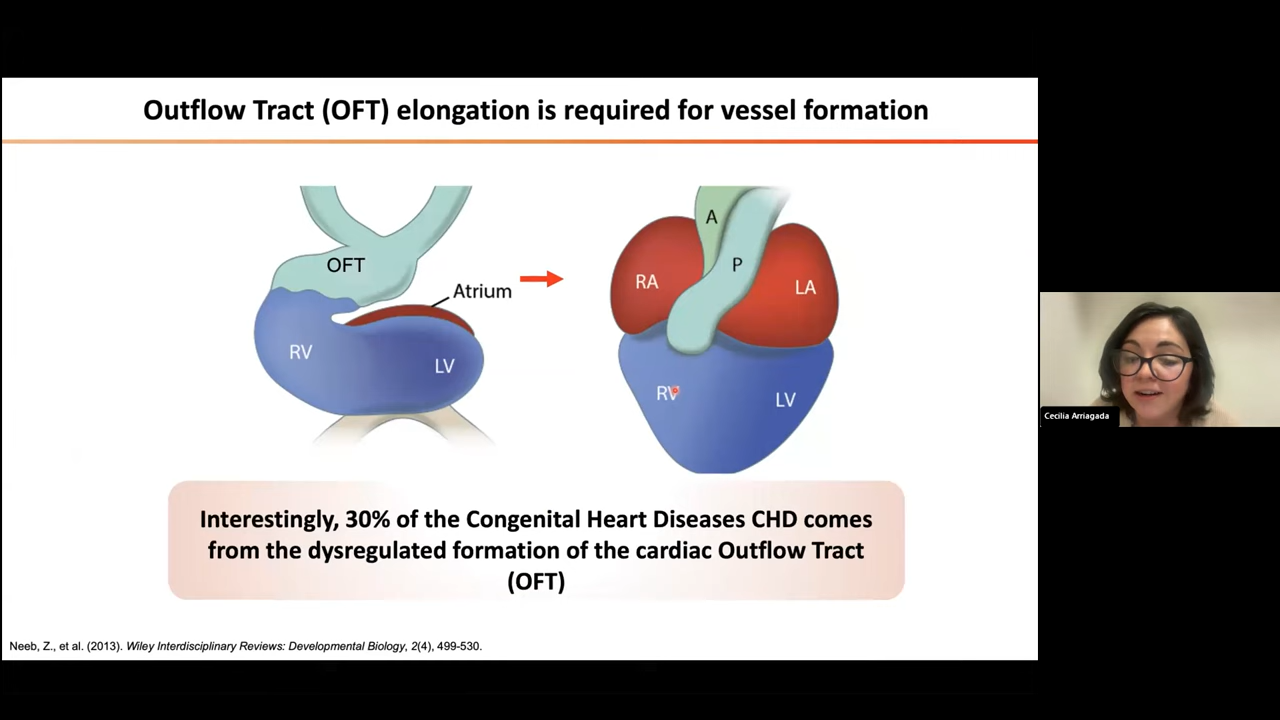 Outflow Tract (OFT) elongation is required for vessel formation
OFT
Atrium
RV
LV
A
P
RA
LA
RV
LV
Interestingly, 30% of the Congenital Heart Diseases CHD comes
from the dysregulated formation of the cardiac Outflow Tract
(OFT)
Neeb, Z., et al. (2013). Wiley Interdisciplinary Reviews: Developmental Biology, 2(4), 499-530.
Cecilia Arriagada